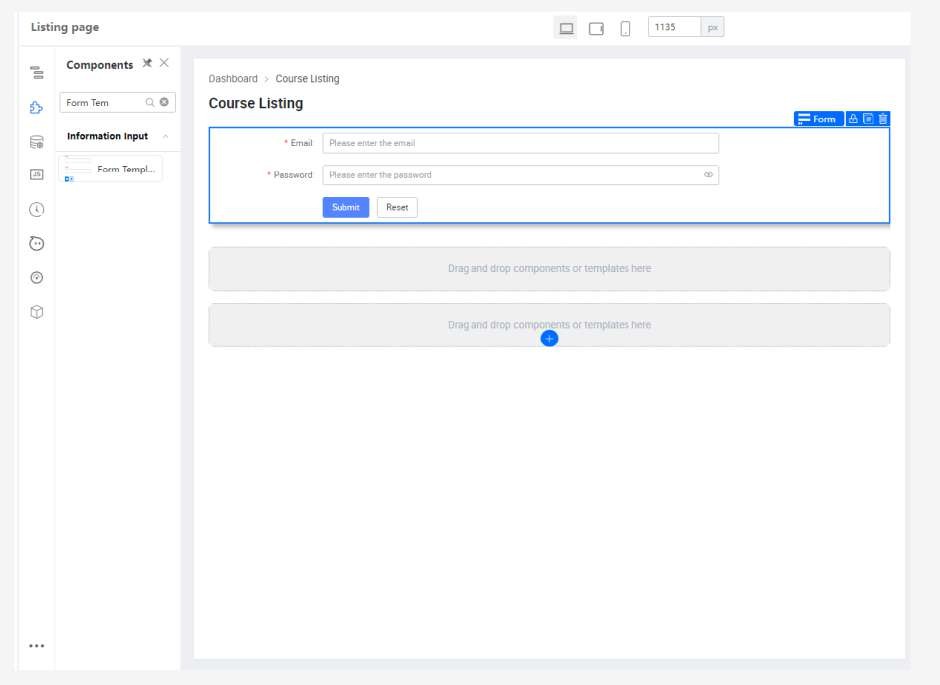 Listing page
1135 px
Components
Form Tem
Information Input
Form Templ...
JS
Dashboard > Course Listing
Course Listing
Form
* Email Please enter the email
* Password Please enter the password
Submit Reset
Drag and drop components or templates here
Drag and drop components or templates here